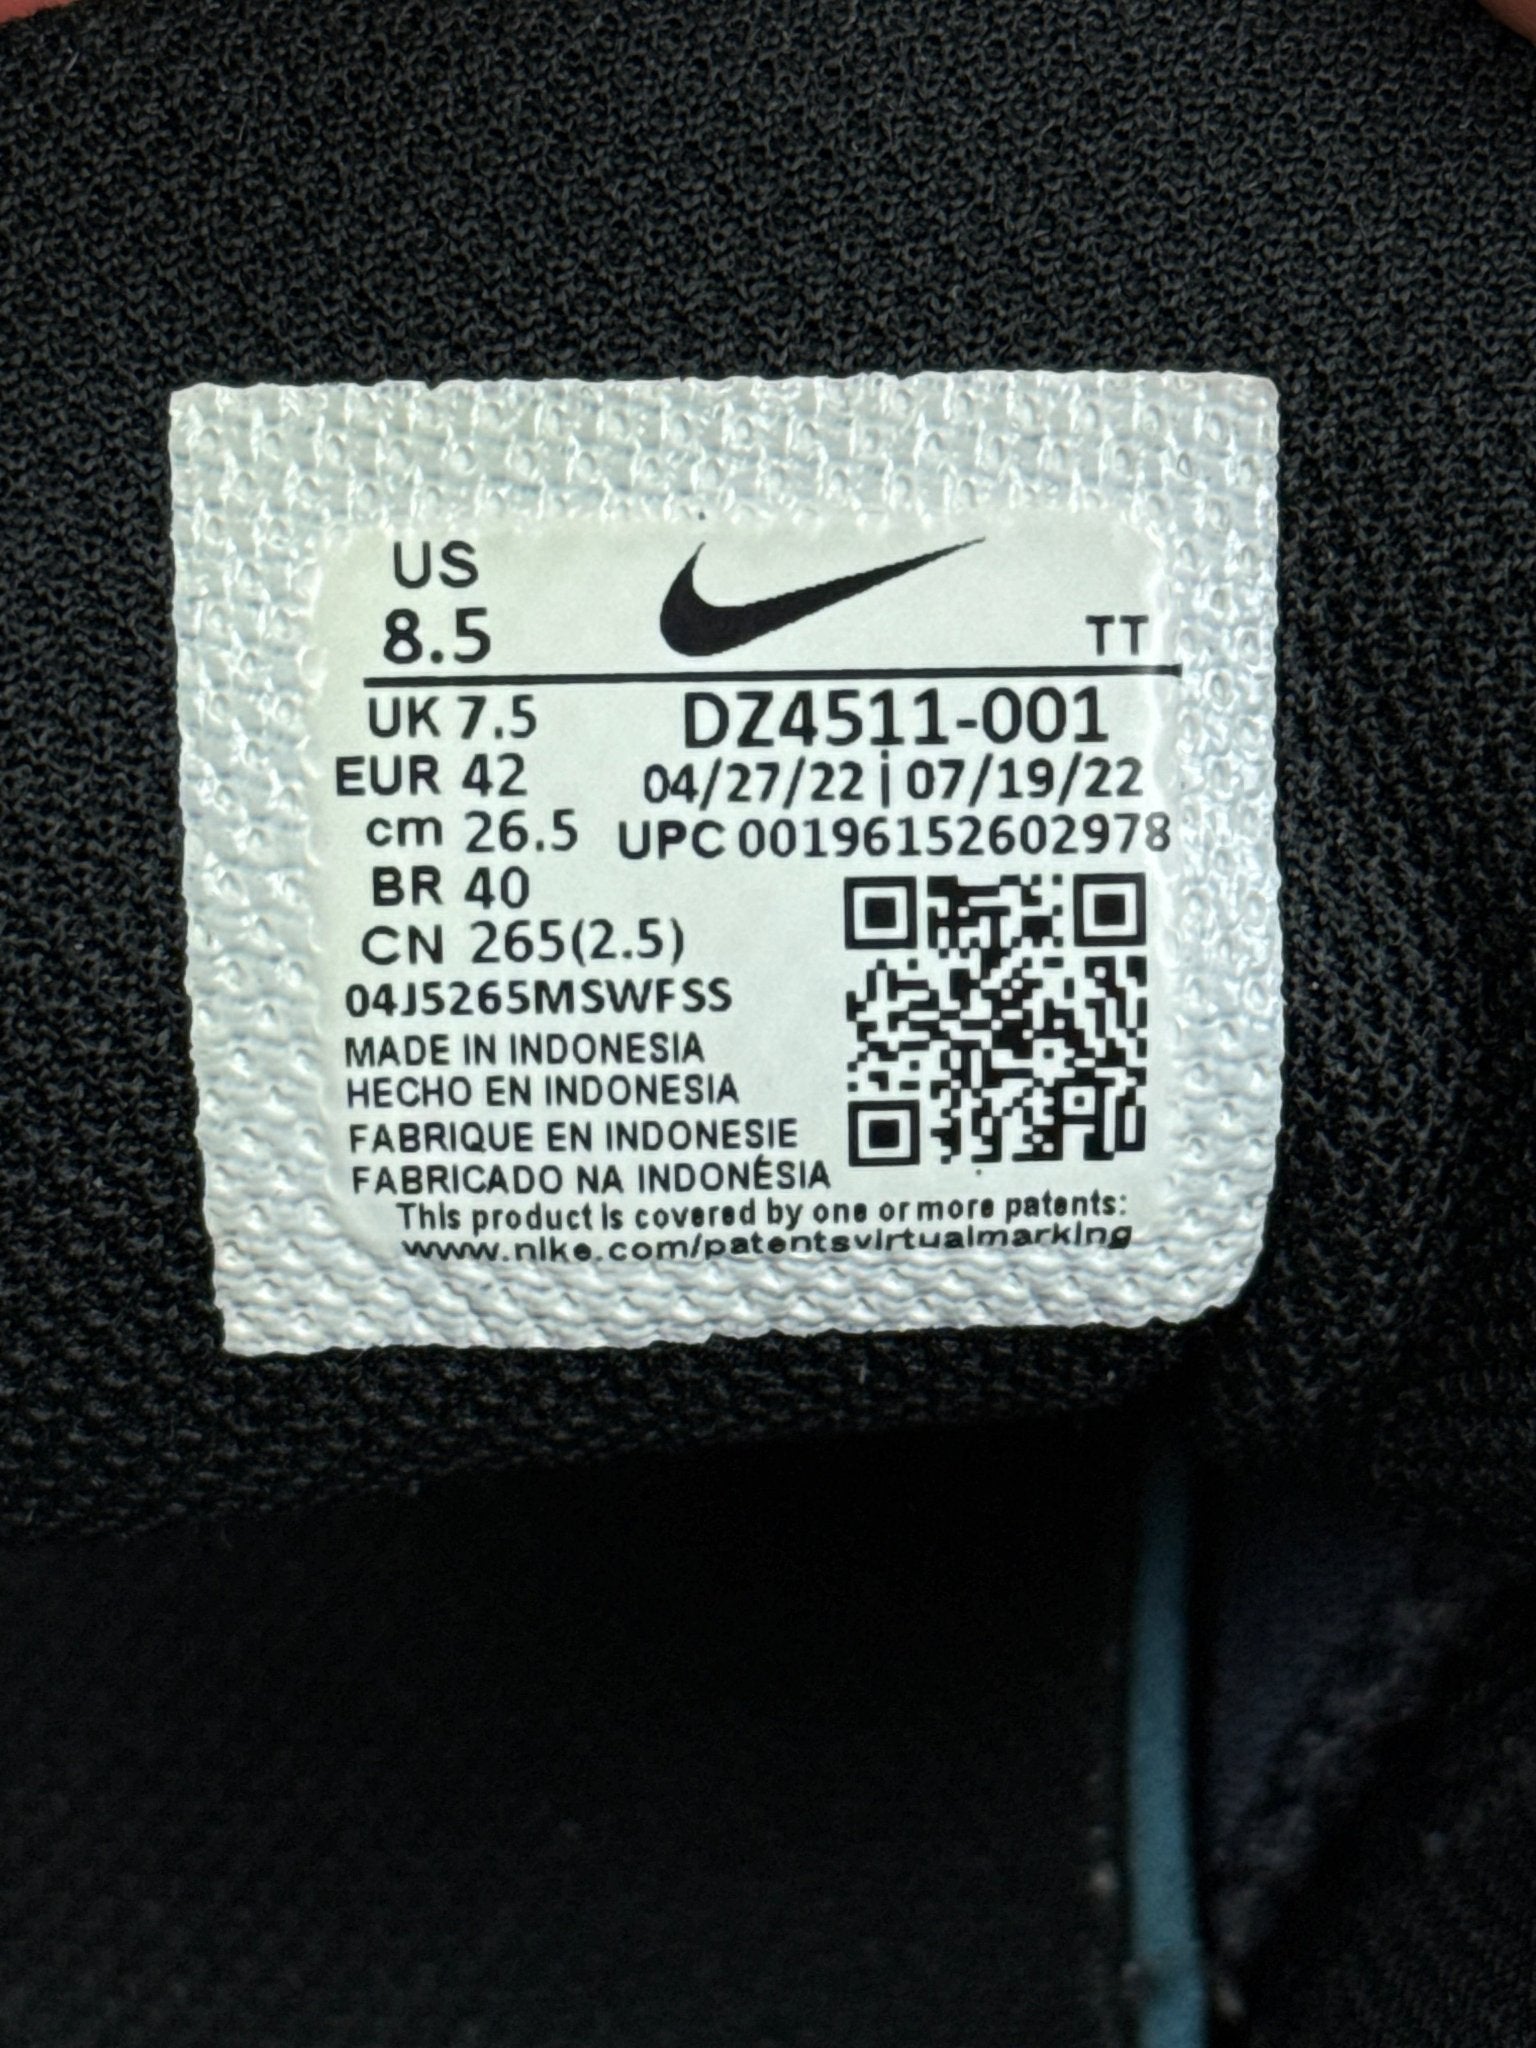 US
8.5
TT
UK 7.5
DZ4511-001
EUR 42
04/27/22 | 07/19/22
cm 26.5
UPC 00196152602978
BR 40
CN 265(2.5)
04J5265MSWFSS
MADE IN INDONESIA
HECHO EN INDONESIA
FABRIQUE EN INDONESIE
FABRICADO NA INDONÉSIA
This product is covered by one or more patents:
www.nike.com/patentsvirtualmarking